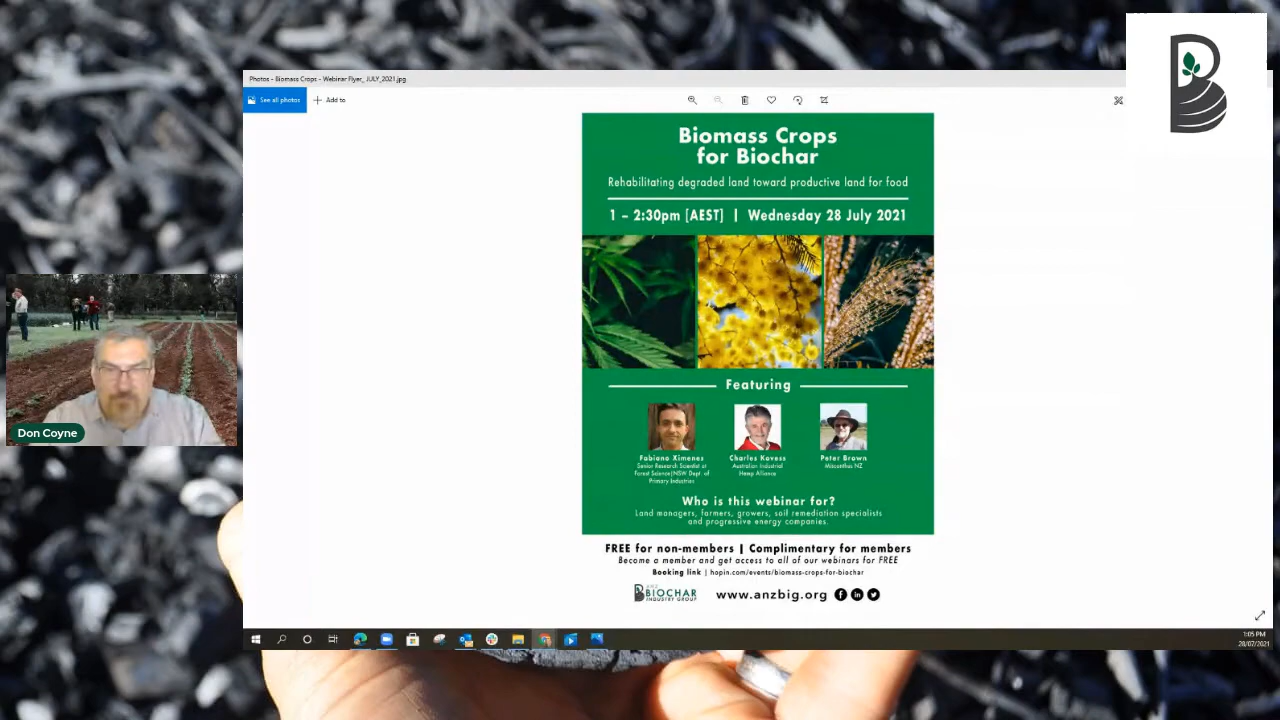 Photos - Biomass Crops - Webinar Flyer_ JULY_2021.jpg
See all photos
Add to
Biomass Crops
for Biochar
Rehabilitating degraded land toward productive land for food
1 – 2:30pm [AEST] | Wednesday 28 July 2021
Featuring
Fabiano Ximenes
Senior Research Scientist at
Forest Science|NSW Dept. of
Primary Industries
Charles Kovess
Australian Industrial
Hemp Alliance
Peter Brown
Miscanthus NZ
Who is this webinar for?
Land managers, farmers, growers, soil remediation specialists
and progressive energy companies.
FREE for non-members | Complimentary for members
Become a member and get access to all of our webinars for FREE
Booking link | hopin.com/events/biomass-crops-for-biochar
ANZ
BIOCHAR
INDUSTRY GROUP
www.anzbig.org
Don Coyne
1:05 PM
28/07/2021